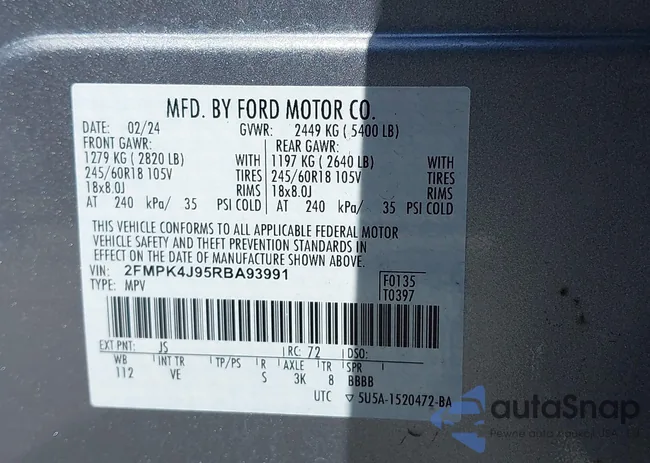 MFD. BY FORD MOTOR CO.
DATE: 02/24 GVWR: 2449 KG ( 5400 LB)
FRONT GAWR: REAR GAWR:
1279 KG ( 2820 LB) WITH 1197 KG ( 2640 LB) WITH
245/60R18 105V TIRES 245/60R18 105V TIRES
18x8.0J RIMS 18x8.0J RIMS
AT 240 kPa/ 35 PSI COLD AT 240 kPa/ 35 PSI COLD
THIS VEHICLE CONFORMS TO ALL APPLICABLE FEDERAL MOTOR
VEHICLE SAFETY AND THEFT PREVENTION STANDARDS IN
EFFECT ON THE DATE OF MANUFACTURE SHOWN ABOVE.
VIN: 2FMPK4J95RBA93991
TYPE: MPV
F0135
T0397
EXT PNT: JS RC: 72 DSO:
WB INT TR TP/PS R AXLE TR SPR
112 VE S 3K 8 BBBB
UTC ▽ 5U5A-1520472-BA
autoSnap
Power auto Source